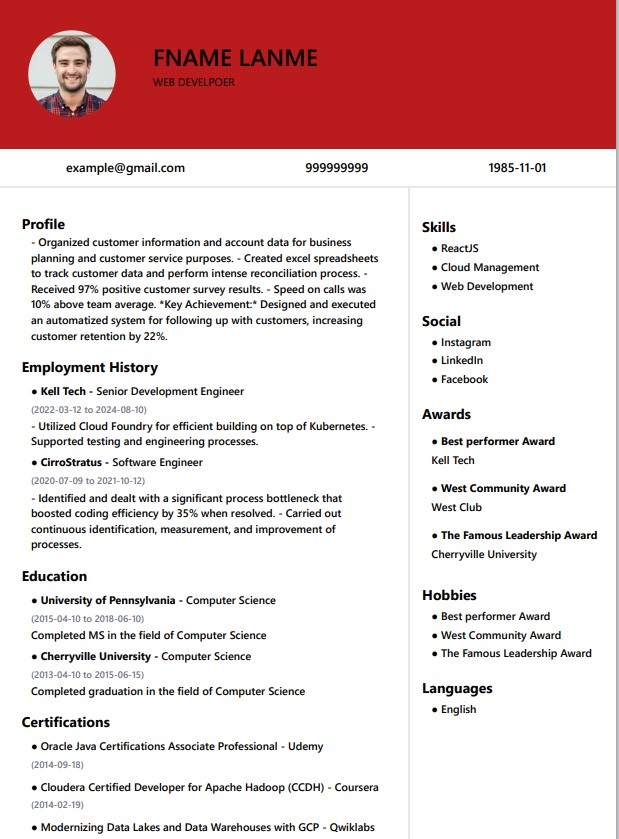 FNAME LANME
WEB DEVELPOER
example@gmail.com
999999999
1985-11-01
Profile
- Organized customer information and account data for business
planning and customer service purposes. - Created excel spreadsheets
to track customer data and perform intense reconciliation process. -
Received 97% positive customer survey results. - Speed on calls was
10% above team average. *Key Achievement:* Designed and executed
an automatized system for following up with customers, increasing
customer retention by 22%.
Employment History
● Kell Tech - Senior Development Engineer
(2022-03-12 to 2024-08-10)
- Utilized Cloud Foundry for efficient building on top of Kubernetes. -
Supported testing and engineering processes.
● CirroStratus - Software Engineer
(2020-07-09 to 2021-10-12)
- Identified and dealt with a significant process bottleneck that
boosted coding efficiency by 35% when resolved. - Carried out
continuous identification, measurement, and improvement of
processes.
Education
● University of Pennsylvania - Computer Science
(2015-04-10 to 2018-06-10)
Completed MS in the field of Computer Science
● Cherryville University - Computer Science
(2013-04-10 to 2015-06-15)
Completed graduation in the field of Computer Science
Certifications
● Oracle Java Certifications Associate Professional - Udemy
(2014-09-18)
● Cloudera Certified Developer for Apache Hadoop (CCDH) - Coursera
(2014-02-19)
● Modernizing Data Lakes and Data Warehouses with GCP - Qwiklabs
Skills
● ReactJS
● Cloud Management
● Web Development
Social
● Instagram
● LinkedIn
● Facebook
Awards
● Best performer Award
Kell Tech
● West Community Award
West Club
● The Famous Leadership Award
Cherryville University
Hobbies
● Best performer Award
● West Community Award
● The Famous Leadership Award
Languages
● English